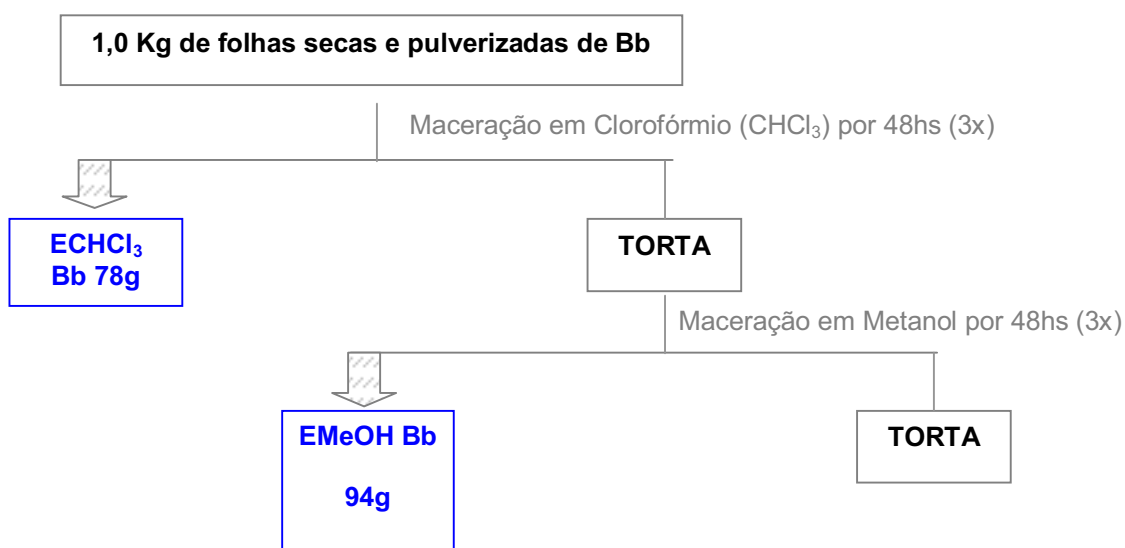 1,0 Kg de folhas secas e pulverizadas de Bb
Maceração em Clorofórmio (CHCl₃) por 48hs (3x)
ECHCl₃
Bb 78g
TORTA
Maceração em Metanol por 48hs (3x)
EMeOH Bb
94g
TORTA